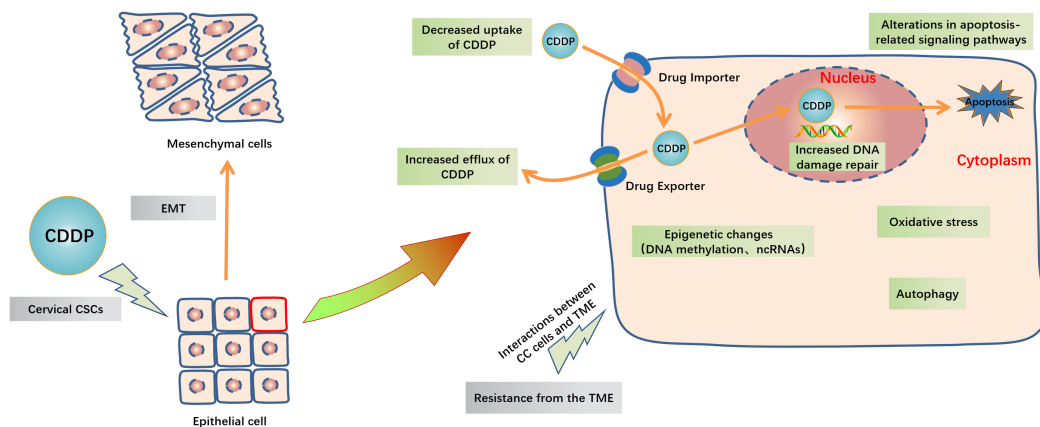 Mesenchymal cells
EMT
CDDP
Cervical CSCs
Epithelial cell
Decreased uptake
of CDDP
CDDP
Drug Importer
Alterations in apoptosis-
related signaling pathways
Nucleus
CDDP
Apoptosis
Increased DNA
damage repair
Cytoplasm
CDDP
Increased efflux of
CDDP
Drug Exporter
Epigenetic changes
(DNA methylation、ncRNAs)
Oxidative stress
Autophagy
Interactions between
CC cells and TME
Resistance from the TME